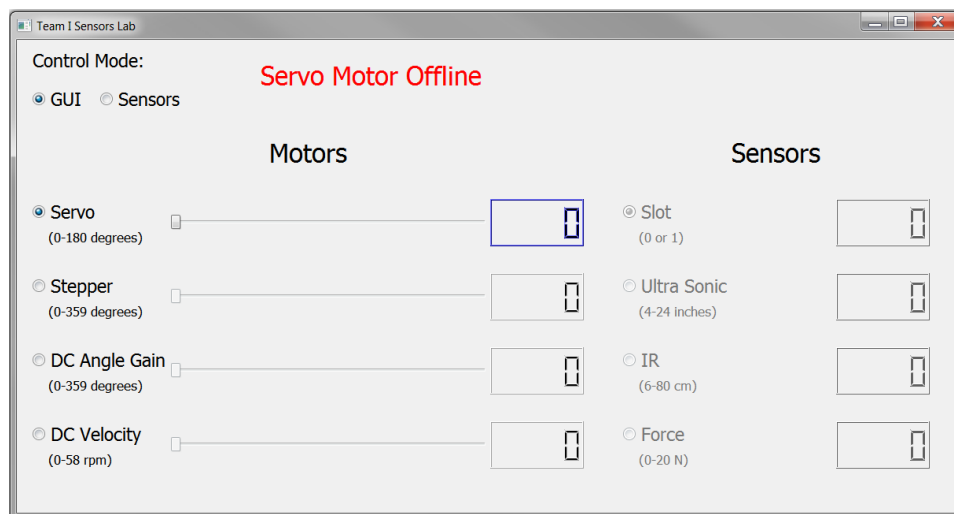 Team I Sensors Lab
Control Mode:
Servo Motor Offline
GUI Sensors
Motors Sensors
Servo 0 Slot 0
(0-180 degrees) (0 or 1)
Stepper 0 Ultra Sonic 0
(0-359 degrees) (4-24 inches)
DC Angle Gain 0 IR 0
(0-359 degrees) (6-80 cm)
DC Velocity 0 Force 0
(0-58 rpm) (0-20 N)